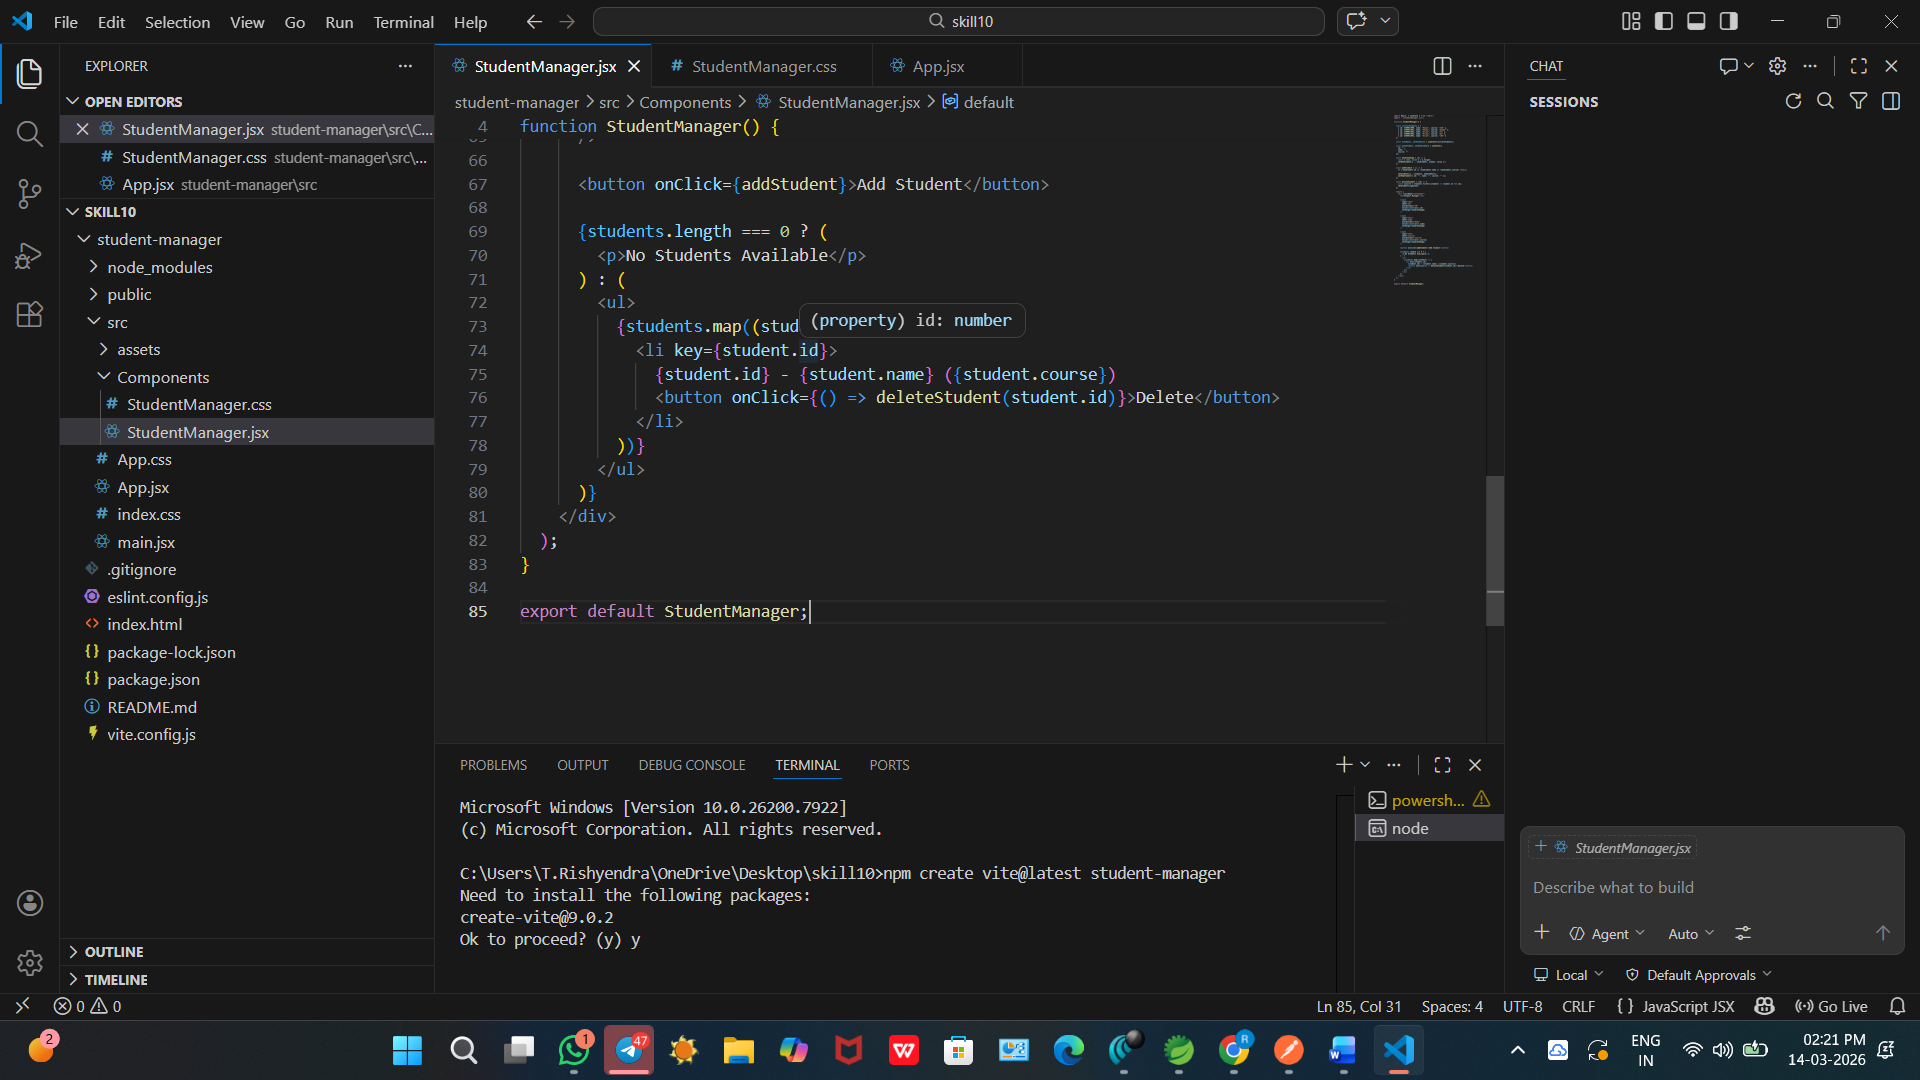 File Edit Selection View Go Run Terminal Help
skill10
EXPLORER
OPEN EDITORS
StudentManager.jsx student-manager\src\C...
StudentManager.css student-manager\src\...
App.jsx student-manager\src
SKILL10
student-manager
node_modules
public
src
assets
Components
StudentManager.css
StudentManager.jsx
App.css
App.jsx
index.css
main.jsx
.gitignore
eslint.config.js
index.html
package-lock.json
package.json
README.md
vite.config.js
OUTLINE
TIMELINE
StudentManager.jsx
StudentManager.css
App.jsx
student-manager > src > Components > StudentManager.jsx > default
4 function StudentManager() {
66
67 <button onClick={addStudent}>Add Student</button>
68
69 {students.length === 0 ? (
70 <p>No Students Available</p>
71 ) : (
72 <ul>
73 {students.map((stud
(property) id: number
74 <li key={student.id}>
75 {student.id} - {student.name} ({student.course})
76 <button onClick={() => deleteStudent(student.id)}>Delete</button>
77 </li>
78 ))}
79 </ul>
80 )}
81 </div>
82 );
83 }
84
85 export default StudentManager;
PROBLEMS OUTPUT DEBUG CONSOLE TERMINAL PORTS
Microsoft Windows [Version 10.0.26200.7922]
(c) Microsoft Corporation. All rights reserved.
C:\Users\T.Rishyendra\OneDrive\Desktop\skill10>npm create vite@latest student-manager
Need to install the following packages:
create-vite@9.0.2
Ok to proceed? (y) y
powersh...
node
CHAT
SESSIONS
StudentManager.jsx
Describe what to build
Agent Auto
Local Default Approvals
0 0
Ln 85, Col 31 Spaces: 4 UTF-8 CRLF {} JavaScript JSX Go Live
2
1
47
R
ENG
IN
02:21 PM
14-03-2026